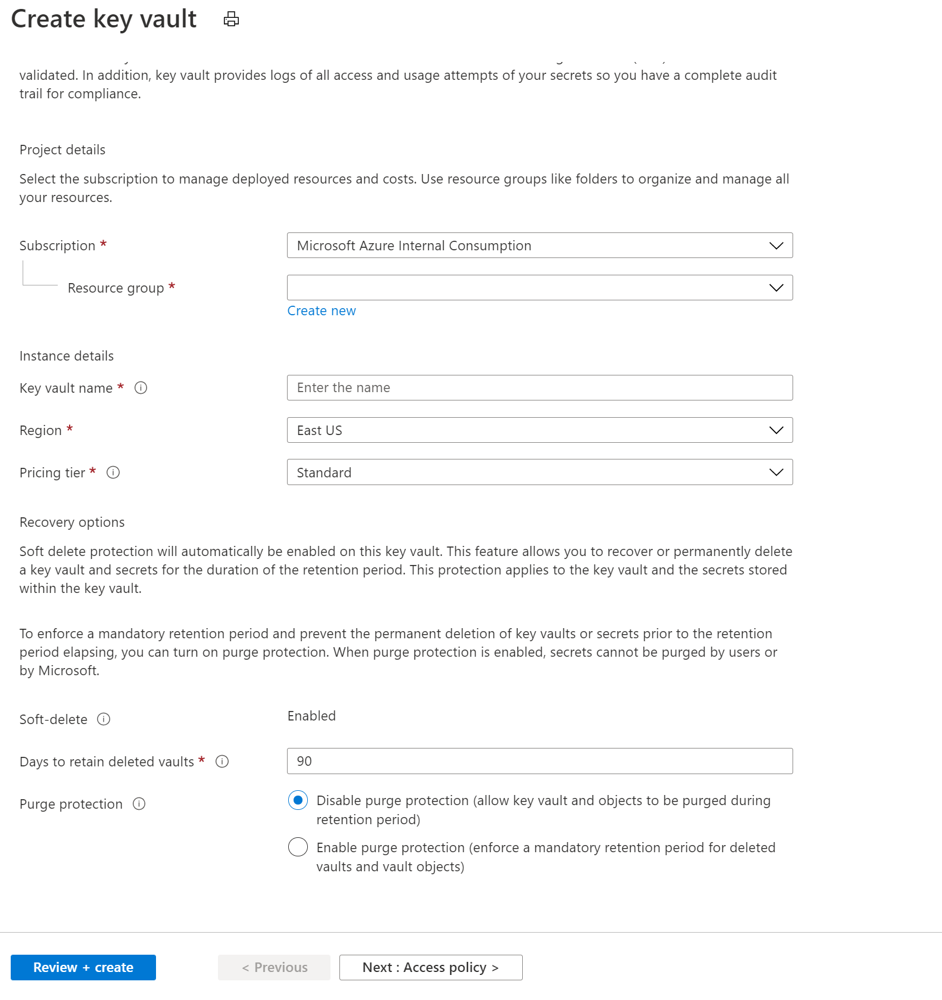 Create key vault
validated. In addition, key vault provides logs of all access and usage attempts of your secrets so you have a complete audit
trail for compliance.
Project details
Select the subscription to manage deployed resources and costs. Use resource groups like folders to organize and manage all
your resources.
Subscription *
Microsoft Azure Internal Consumption
Resource group *
Create new
Instance details
Key vault name *
Enter the name
Region *
East US
Pricing tier *
Standard
Recovery options
Soft delete protection will automatically be enabled on this key vault. This feature allows you to recover or permanently delete
a key vault and secrets for the duration of the retention period. This protection applies to the key vault and the secrets stored
within the key vault.
To enforce a mandatory retention period and prevent the permanent deletion of key vaults or secrets prior to the retention
period elapsing, you can turn on purge protection. When purge protection is enabled, secrets cannot be purged by users or
by Microsoft.
Soft-delete
Enabled
Days to retain deleted vaults *
90
Purge protection
Disable purge protection (allow key vault and objects to be purged during
retention period)
Enable purge protection (enforce a mandatory retention period for deleted
vaults and vault objects)
Review + create
< Previous
Next : Access policy >